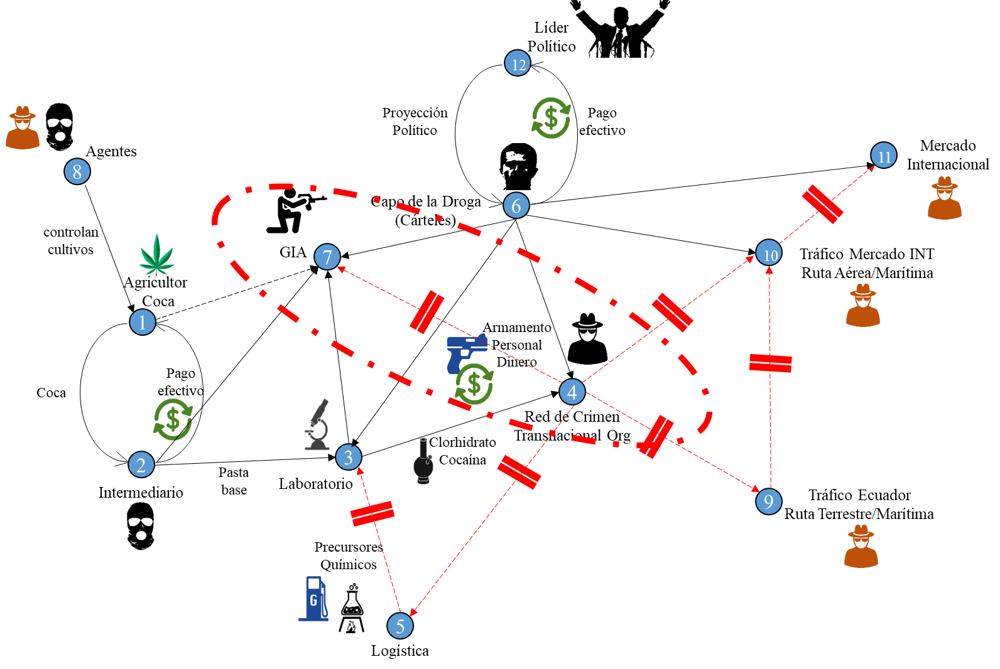 Líder
Político
12
Proyección
Político
$
Pago
efectivo
Agentes
8
Mercado
Internacional
11
Capo de la Droga
(Cárteles)
6
controlan
cultivos
GIA
7
10
Tráfico Mercado INT
Ruta Aérea/Marítima
Agricultor
Coca
1
Armamento
Personal
Dinero
$
Coca
Pago
efectivo
$
4
Red de Crimen
Transnacional Org
Clorhidrato
Cocaína
3
Laboratorio
2
Intermediario
Pasta
base
9
Tráfico Ecuador
Ruta Terrestre/Marítima
Precursores
Químicos
G
5
Logística